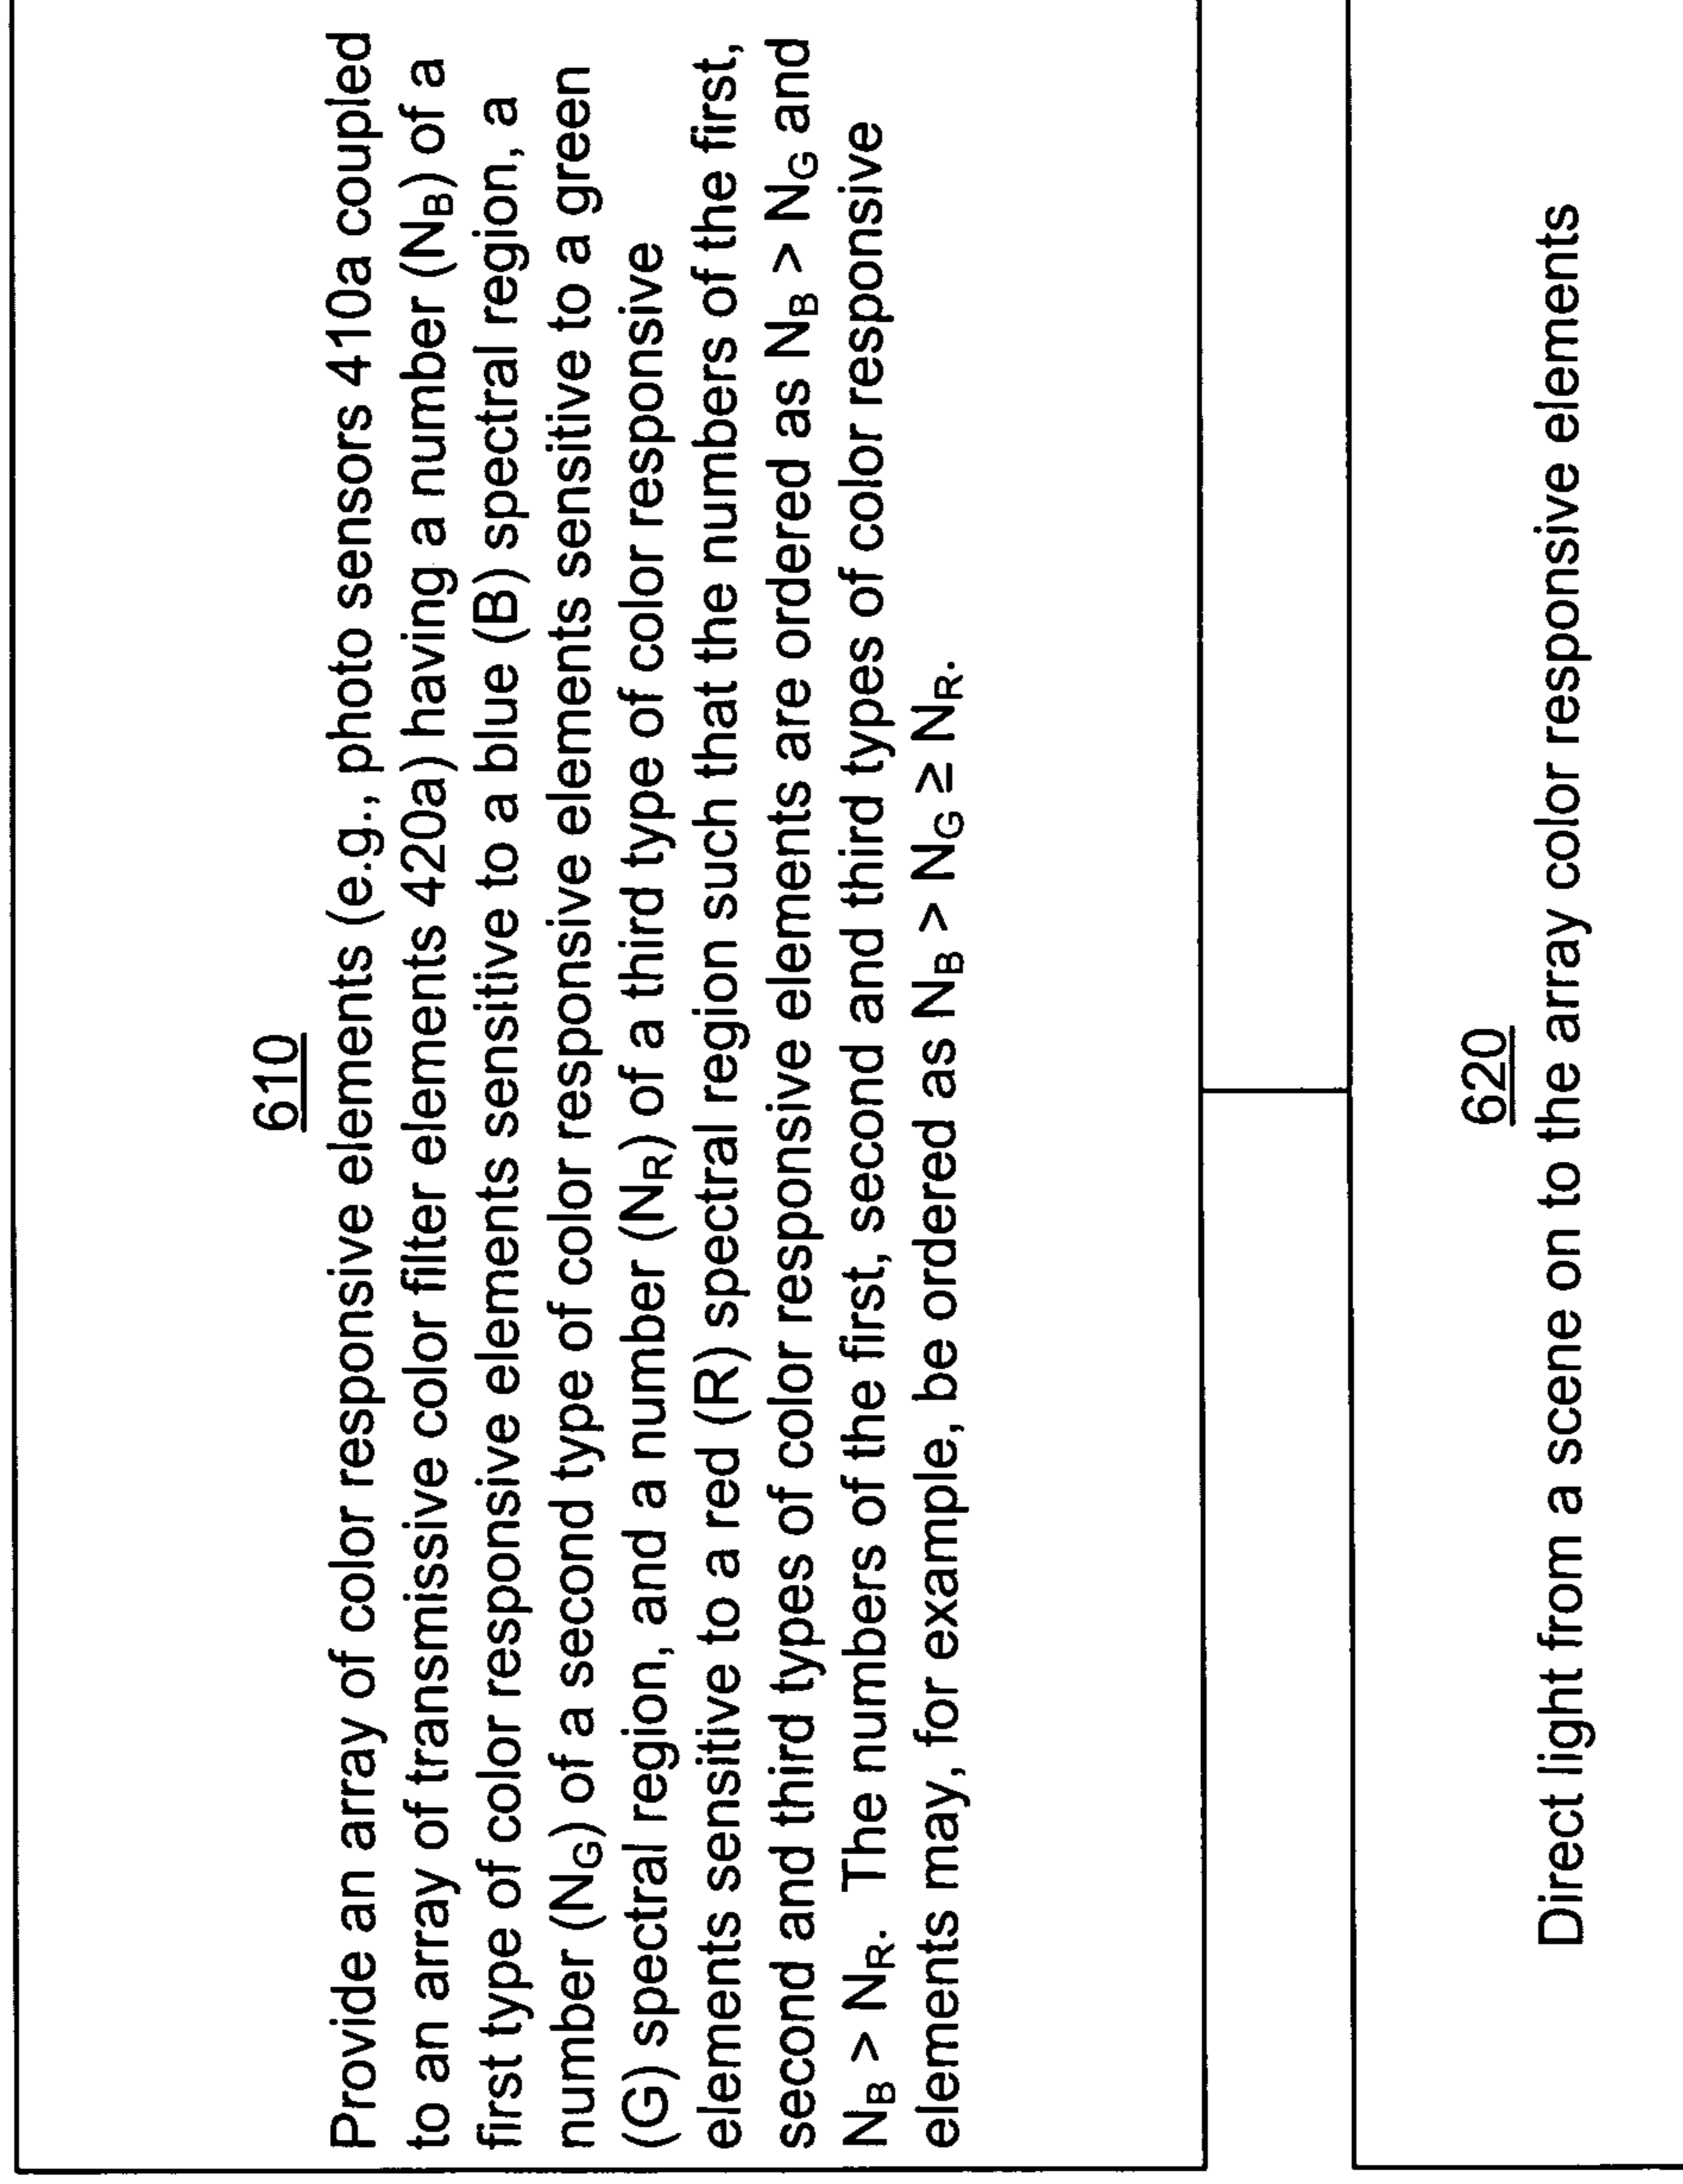 610
Provide an array of color responsive elements (e.g., photo sensors 410a coupled
to an array of transmissive color filter elements 420a) having a number (NB) of a
first type of color responsive elements sensitive to a blue (B) spectral region, a
number (NG) of a second type of color responsive elements sensitive to a green
(G) spectral region, and a number (NR) of a third type of color responsive
elements sensitive to a red (R) spectral region such that the numbers of the first,
second and third types of color responsive elements are ordered as NB > NG and
NB > NR. The numbers of the first, second and third types of color responsive
elements may, for example, be ordered as NB > NG ≥ NR.
620
Direct light from a scene on to the array color responsive elements